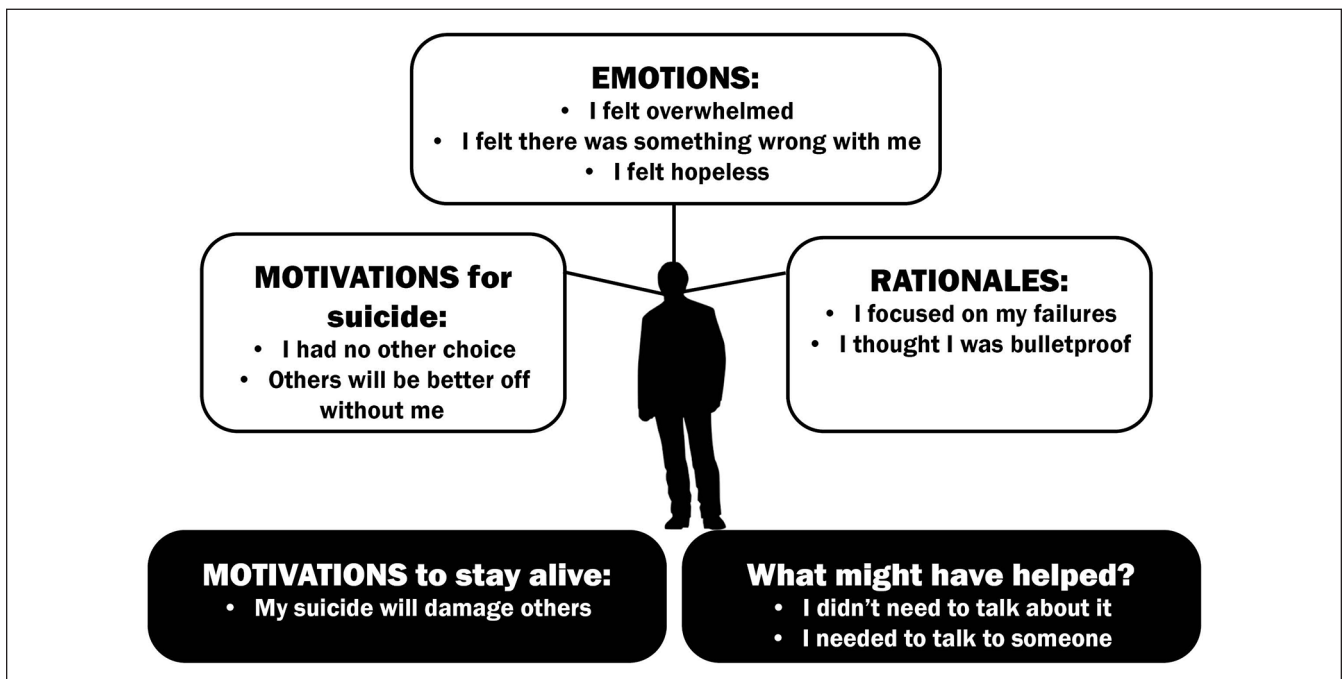 EMOTIONS:
• I felt overwhelmed
• I felt there was something wrong with me
• I felt hopeless
MOTIVATIONS for
suicide:
• I had no other choice
• Others will be better off
without me
RATIONALES:
• I focused on my failures
• I thought I was bulletproof
MOTIVATIONS to stay alive:
• My suicide will damage others
What might have helped?
• I didn’t need to talk about it
• I needed to talk to someone